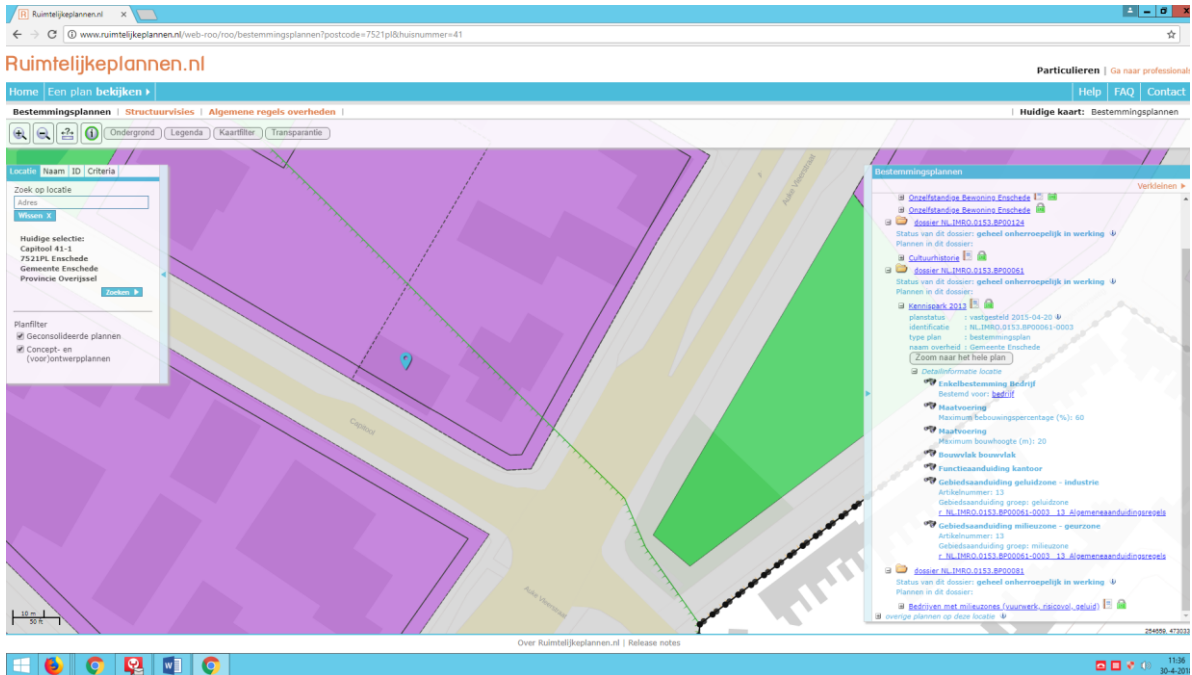 Ruimtelijkeplannen.nl
www.ruimtelijkeplannen.nl/web-roo/roo/bestemmingsplannen?postcode=7521pl&huisnummer=41
Ruimtelijkeplannen.nl
Particulieren | Ga naar professionals
Home Een plan bekijken
Help FAQ Contact
Bestemmingsplannen | Structuurvisies | Algemene regels overheden |
| Huidige kaart: Bestemmingsplannen
Ondergrond Legenda Kaartfilter Transparantie
Locatie Naam ID Criteria
Zoek op locatie
Adres
Wissen X
Huidige selectie:
Capitool 41-1
7521PL Enschede
Gemeente Enschede
Provincie Overijssel
Zoeken
Planfilter
Geconsolideerde plannen
Concept- en
(voor)ontwerpplannen
Capitool
Auke Vleerstraat
Auke Vleerstraat
10 m
50 ft
Bestemmingsplannen
Verkleinen
Onzelfstandige Bewoning Enschede
Onzelfstandige Bewoning Enschede
dossier NL.IMRO.0153.BP00124
Status van dit dossier: geheel onherroepelijk in werking
Plannen in dit dossier:
Cultuurhistorie
dossier NL.IMRO.0153.BP00061
Status van dit dossier: geheel onherroepelijk in werking
Plannen in dit dossier:
Kennispark 2013
planstatus : vastgesteld 2015-04-20
identificatie : NL.IMRO.0153.BP00061-0003
type plan : bestemmingsplan
naam overheid : Gemeente Enschede
Zoom naar het hele plan
Detailinformatie locatie
Enkelbestemming Bedrijf
Bestemd voor: bedrijf
Maatvoering
Maximum bebouwingspercentage (%): 60
Maatvoering
Maximum bouwhoogte (m): 20
Bouwvlak bouwvlak
Functieaanduiding kantoor
Gebiedsaanduiding geluidzone - industrie
Artikelnummer: 13
Gebiedsaanduiding groep: geluidzone
r_NL.IMRO.0153.BP00061-0003_13_Algemeneaanduidingsregels
Gebiedsaanduiding milieuzone - geurzone
Artikelnummer: 13
Gebiedsaanduiding groep: milieuzone
r_NL.IMRO.0153.BP00061-0003_13_Algemeneaanduidingsregels
dossier NL.IMRO.0153.BP00081
Status van dit dossier: geheel onherroepelijk in werking
Plannen in dit dossier:
Bedrijven met milieuzones (vuurwerk, risicovol, geluid)
overige plannen op deze locatie
254659, 473033
Over Ruimtelijkeplannen.nl | Release notes
11:36
30-4-2018